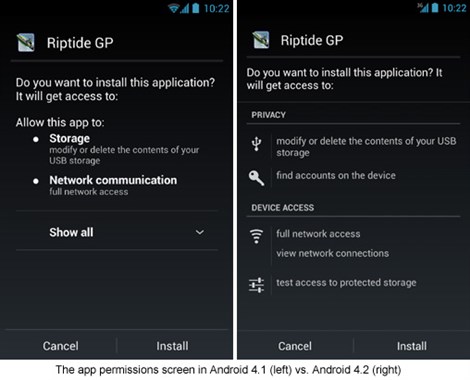 10:22
Riptide GP
Do you want to install this application?
It will get access to:
Allow this app to:
Storage
modify or delete the contents of your
USB storage
Network communication
full network access
Show all
Cancel
Install
3G
10:22
Riptide GP
Do you want to install this application? It
will get access to:
PRIVACY
modify or delete the contents of your USB
storage
find accounts on the device
DEVICE ACCESS
full network access
view network connections
test access to protected storage
Cancel
Install
The app permissions screen in Android 4.1 (left) vs. Android 4.2 (right)